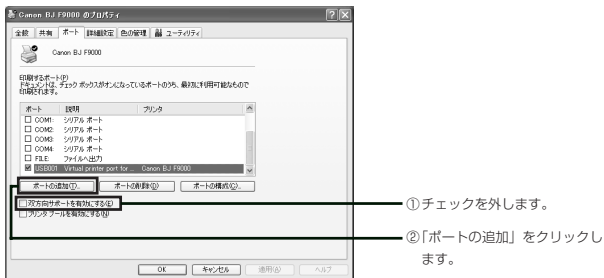 Canon BJ F9000 のプロパティ
全般 共有 ポート 詳細設定 色の管理 ユーティリティ
Canon BJ F9000
印刷するポート(P)
ドキュメントは、チェック ボックスがオンになっているポートのうち、最初に利用可能なもので
印刷されます。
ポート 説明 プリンタ
COM1: シリアル ポート
COM2: シリアル ポート
COM3: シリアル ポート
COM4: シリアル ポート
FILE: ファイルへ出力
USB001 Virtual printer port for ... Canon BJ F9000
ポートの追加(T)... ポートの削除(D) ポートの構成(C)...
双方向サポートを有効にする(E)
プリンタ プールを有効にする(N)
OK キャンセル 適用(A) ヘルプ
①チェックを外します。
②「ポートの追加」をクリックし
ます。